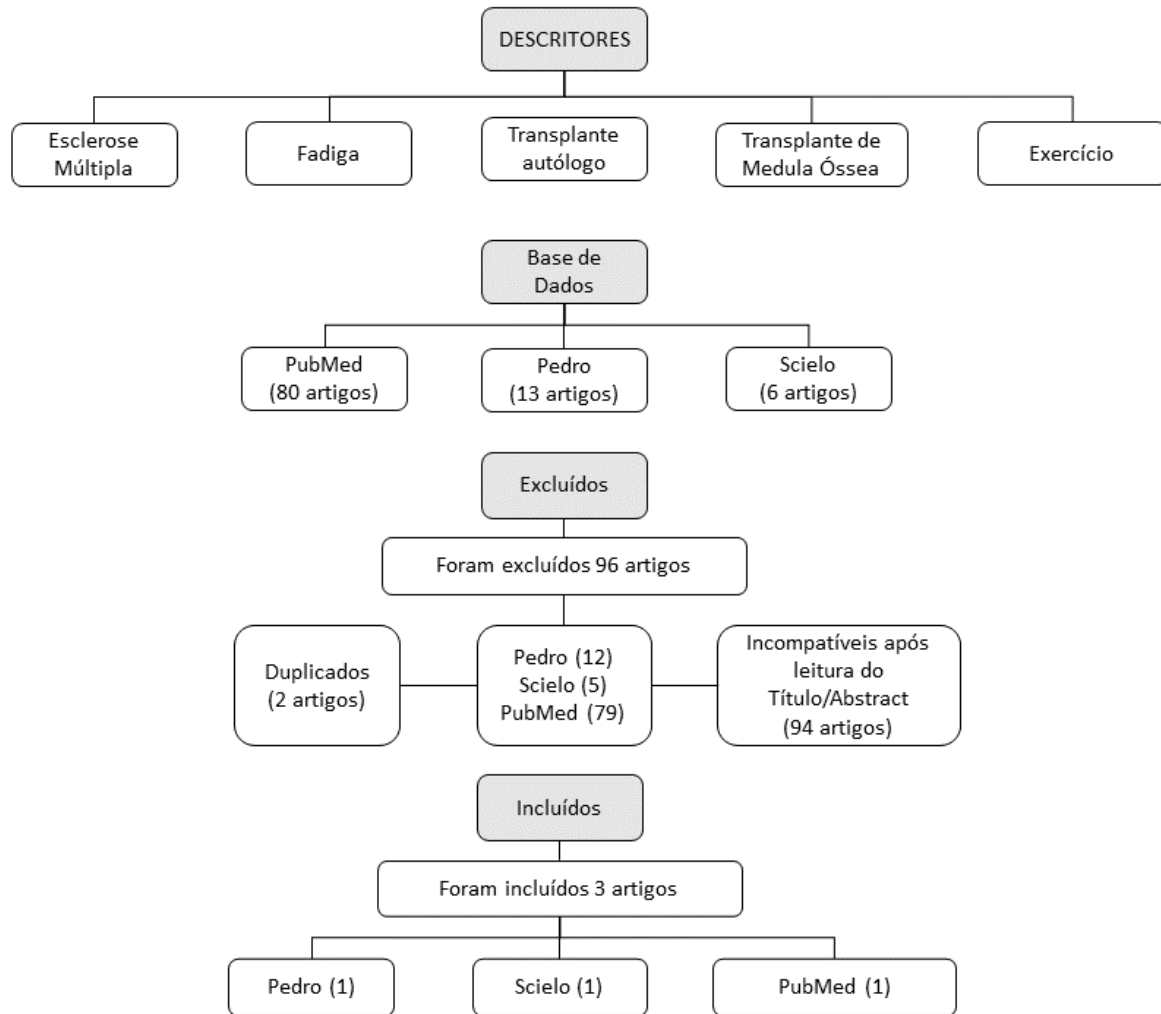 DESCRITORES
Esclerose
Múltipla
Fadiga
Transplante
autólogo
Transplante de
Medula Óssea
Exercício
Base de
Dados
PubMed
(80 artigos)
Pedro
(13 artigos)
Scielo
(6 artigos)
Excluídos
Foram excluídos 96 artigos
Duplicados
(2 artigos)
Pedro (12)
Scielo (5)
PubMed (79)
Incompatíveis após
leitura do
Título/Abstract
(94 artigos)
Incluídos
Foram incluídos 3 artigos
Pedro (1)
Scielo (1)
PubMed (1)